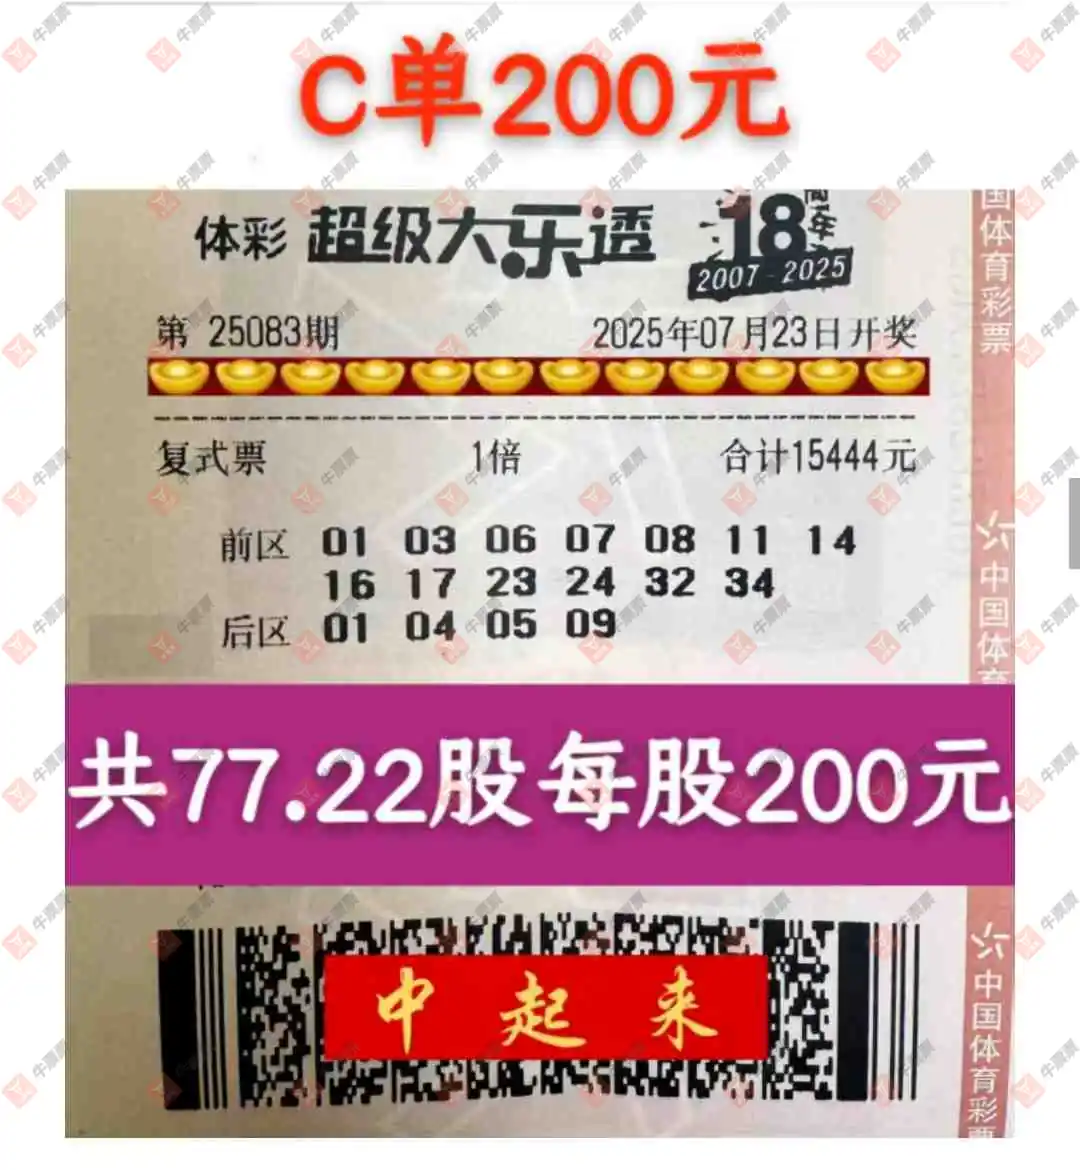 C单200元
体彩 超级大乐透 18周年
2007-2025
第 25083期 2025年07月23日开奖
复式票 1倍 合计15444元
前区 01 03 06 07 08 11 14
16 17 23 24 32 34
后区 01 04 05 09
共77.22股每股200元
中起来
国体育彩票
中国体育
中国体育彩票
牛票票